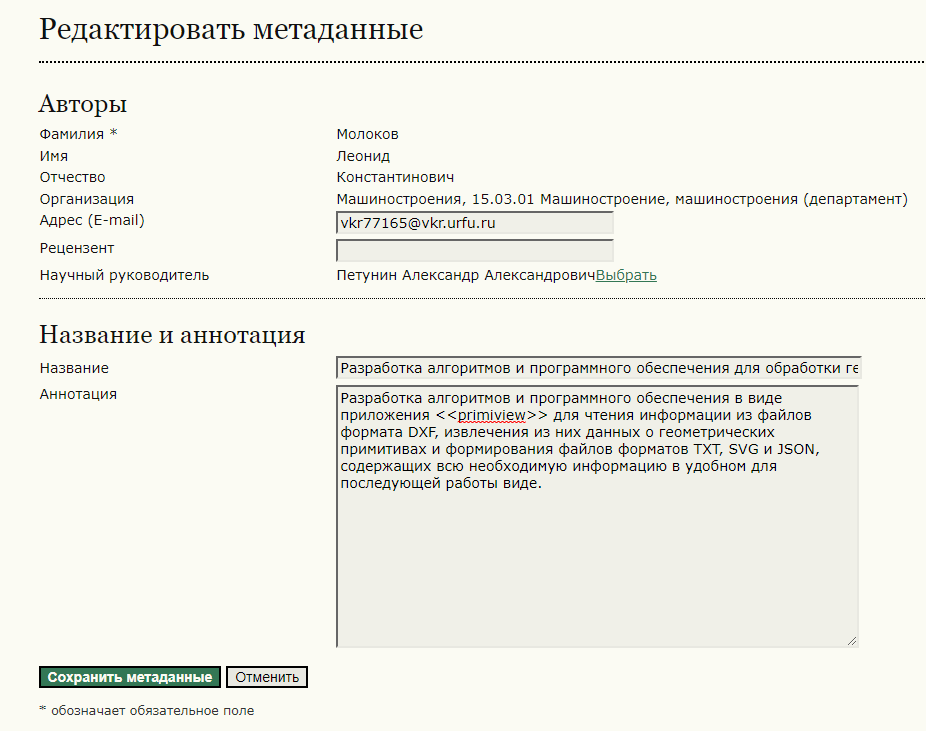 Редактировать метаданные
Авторы
Фамилия * Молоков
Имя Леонид
Отчество Константинович
Организация Машиностроения, 15.03.01 Машиностроение, машиностроения (департамент)
Адрес (E-mail) vkr77165@vkr.urfu.ru
Рецензент
Научный руководитель Петунин Александр АлександровичВыбрать
Название и аннотация
Название Разработка алгоритмов и программного обеспечения для обработки ге
Аннотация Разработка алгоритмов и программного обеспечения в виде
приложения <<primiview>> для чтения информации из файлов
формата DXF, извлечения из них данных о геометрических
примитивах и формирования файлов форматов TXT, SVG и JSON,
содержащих всю необходимую информацию в удобном для
последующей работы виде.
Сохранить метаданные Отменить
* обозначает обязательное поле